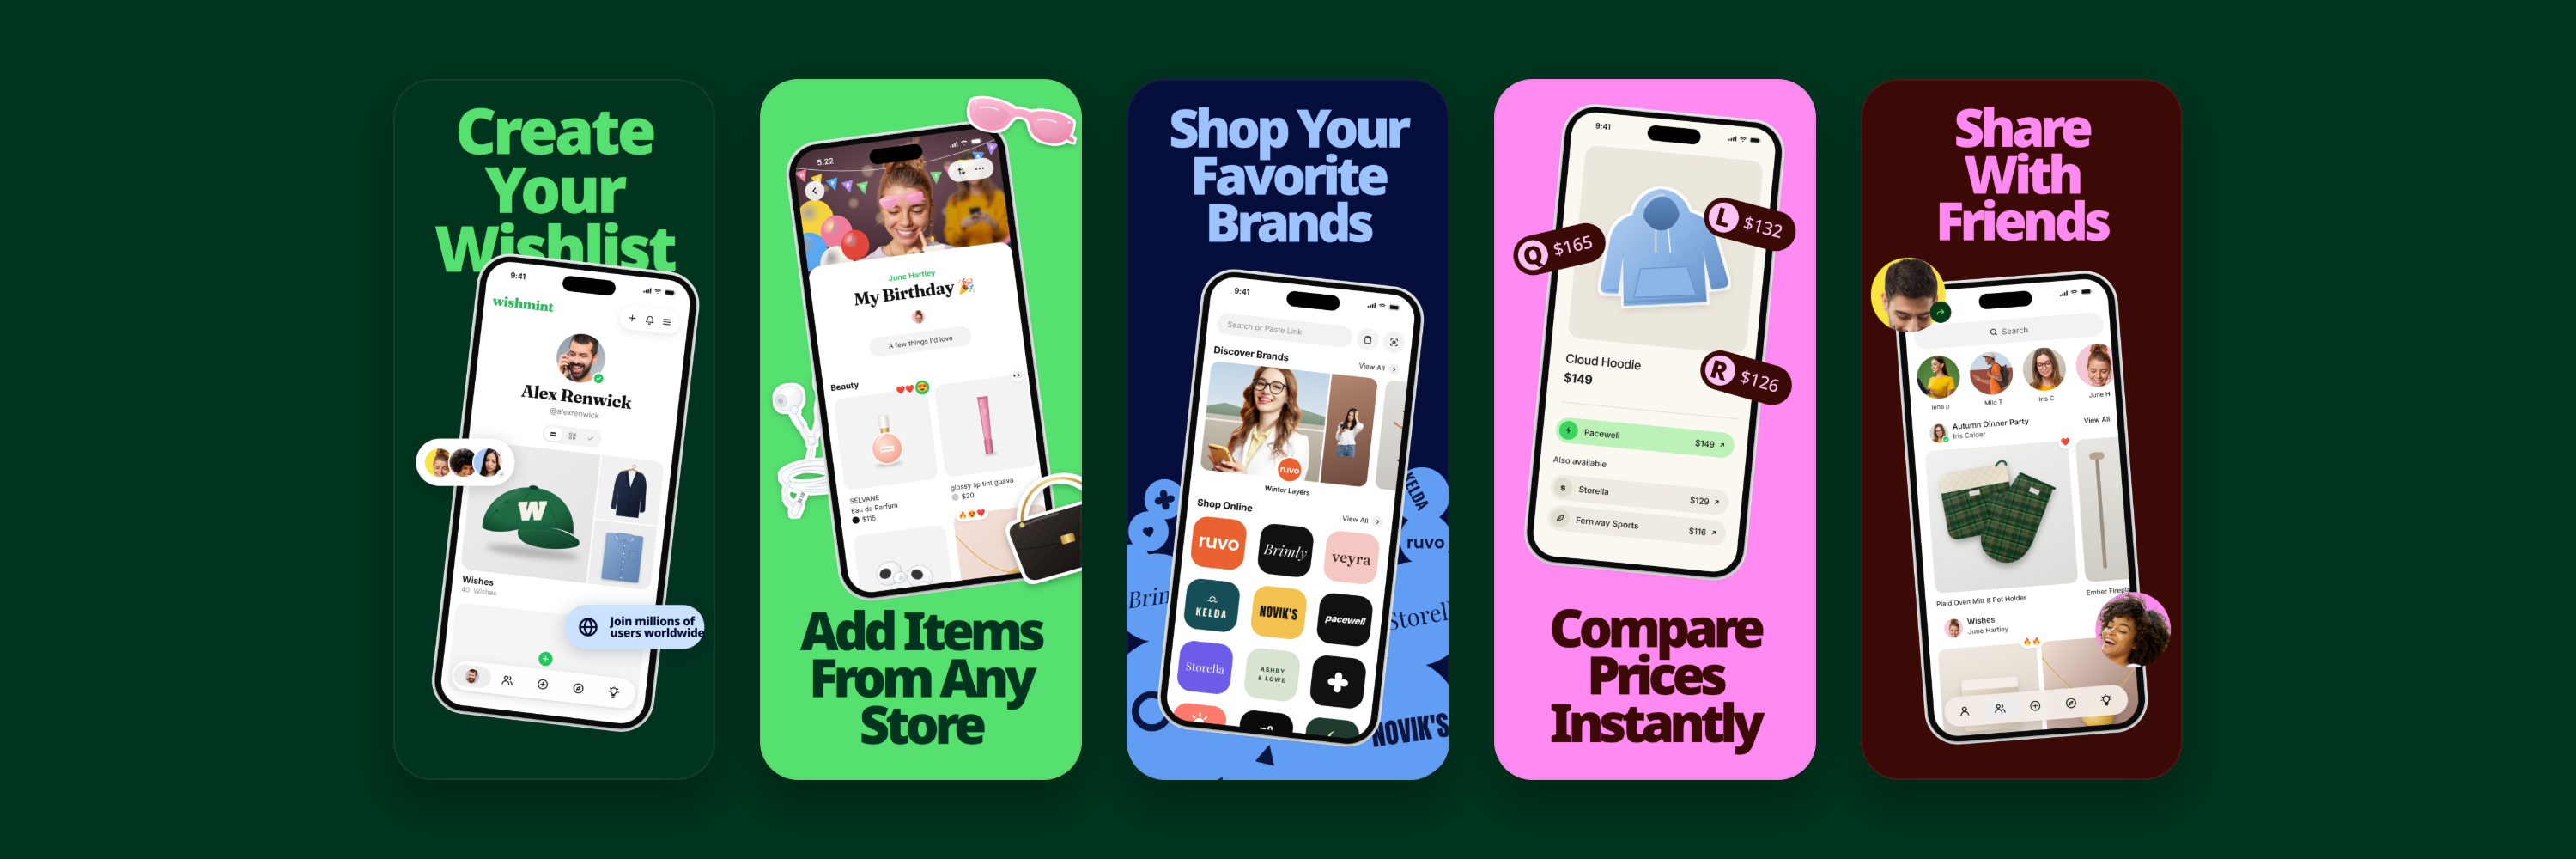 Create
Your
Wishlist
9:41
wishmint
Alex Renwick
@alexrenwick
W
Wishes
40 Wishes
Join millions of
users worldwide
5:22
June Hartley
My Birthday 🎉
A few things I'd love
Beauty
SELVANE
Eau de Parfum
$115
glossy lip tint guava
$20
Add Items
From Any
Store
Shop Your
Favorite
Brands
9:41
Search or Paste Link
Discover Brands
View All
ruvo
Winter Layers
Shop Online
View All
ruvo
Brimly
veyra
KELDA
NOVIK'S
pacewell
Storella
ASHBY
& LOWE
KELDA
ruvo
Brim
Storell
NOVIK'S
9:41
Q $165
L $132
R $126
Cloud Hoodie
$149
Pacewell
$149
Also available
S
Storella
$129
Fernway Sports
$116
Compare
Prices
Instantly
Share
With
Friends
Search
lena p
Milo T
Iris C
June H
Autumn Dinner Party
Iris Calder
View All
Plaid Oven Mitt & Pot Holder
Ember Firepla
Wishes
June Hartley